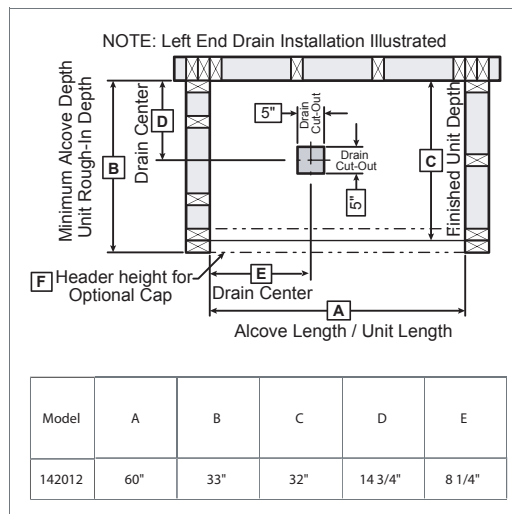 NOTE: Left End Drain Installation Illustrated
Minimum Alcove Depth
Unit Rough-In Depth
B
Drain Center
D
5"
Drain
Cut-Out
Drain
Cut-Out
5"
C
Finished Unit Depth
F Header height for
Optional Cap
E
Drain Center
A
Alcove Length / Unit Length
Model A B C D E
142012 60" 33" 32" 14 3/4" 8 1/4"